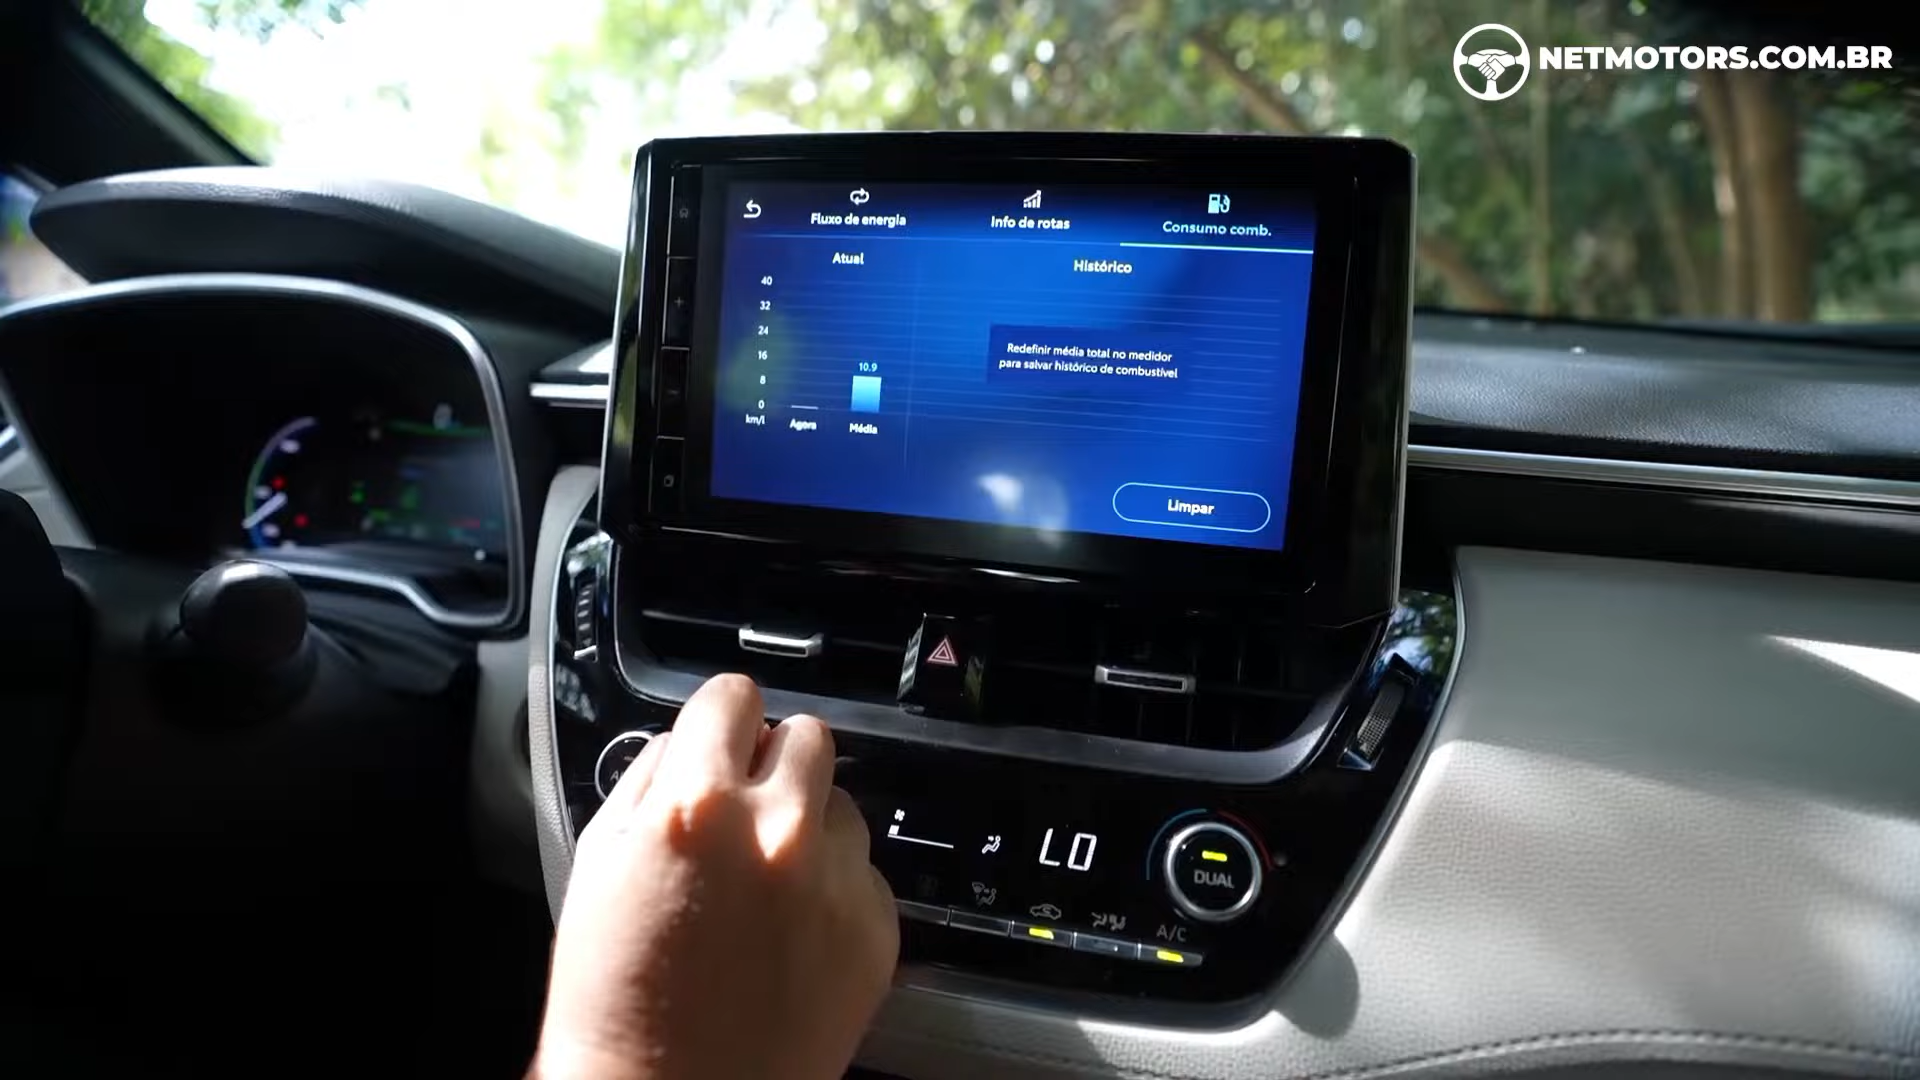 NETMOTORS.COM.BR
Fluxo de energia
Info de rotas
Consumo comb.
Atual
Histórico
40
32
24
16
8
0
km/l
10.9
Agora
Média
Redefinir média total no medidor
para salvar histórico de combustível
Limpar
LO
DUAL
A/C